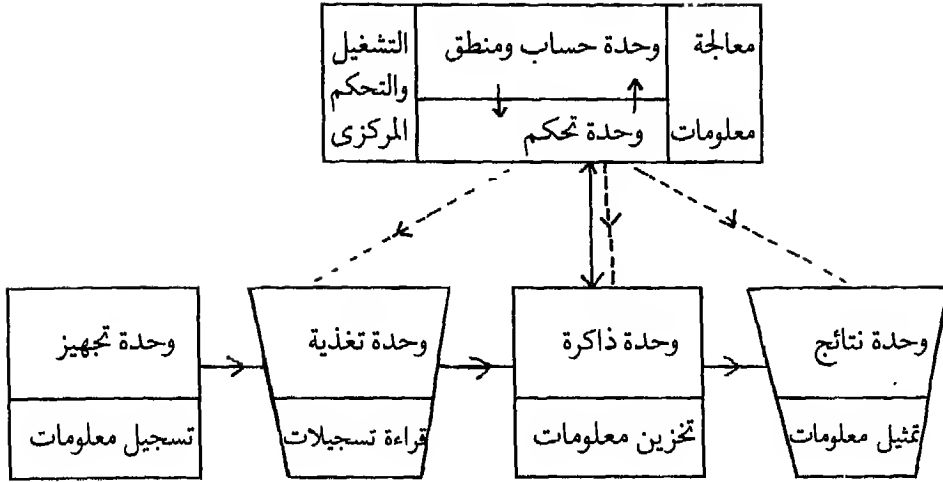 معالجة
معلومات
وحدة حساب ومنطق
وحدة تحكم
التشغيل
والتحكم
المركزى
وحدة تجهيز
تسجيل معلومات
وحدة تغذية
قراءة تسجيلات
وحدة ذاكرة
تخزين معلومات
وحدة نتائج
تمثيل معلومات